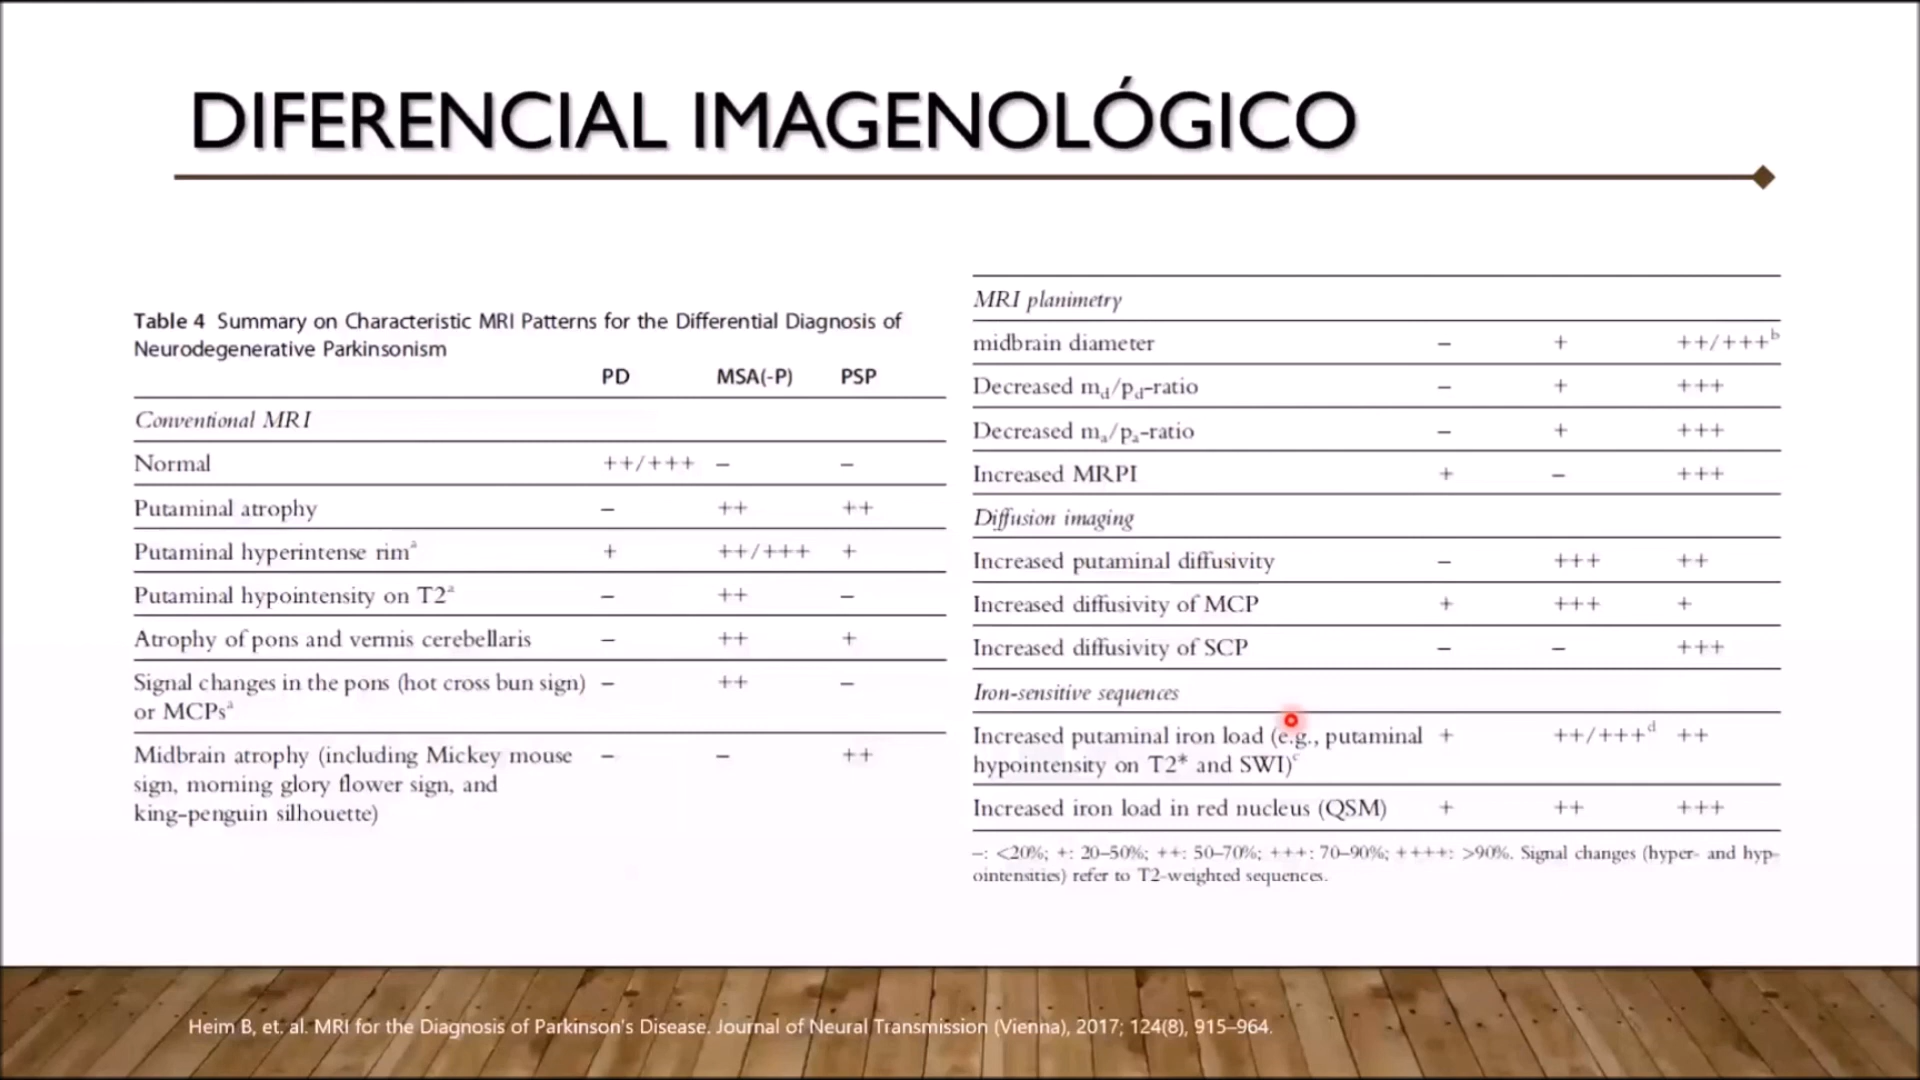 DIFERENCIAL IMAGENOLÓGICO
Table 4 Summary on Characteristic MRI Patterns for the Differential Diagnosis of
Neurodegenerative Parkinsonism
PD MSA(-P) PSP
Conventional MRI
Normal ++/+++ – –
Putaminal atrophy – ++ ++
Putaminal hyperintense rimᵃ + ++/+++ +
Putaminal hypointensity on T2ᵃ – ++ –
Atrophy of pons and vermis cerebellaris – ++ +
Signal changes in the pons (hot cross bun sign) – ++ –
or MCPsᵃ
Midbrain atrophy (including Mickey mouse – – ++
sign, morning glory flower sign, and
king-penguin silhouette)
MRI planimetry
midbrain diameter – + ++/+++ᵇ
Decreased md/pd-ratio – + +++
Decreased ma/pa-ratio – + +++
Increased MRPI + – +++
Diffusion imaging
Increased putaminal diffusivity – +++ ++
Increased diffusivity of MCP + +++ +
Increased diffusivity of SCP – – +++
Iron-sensitive sequences
Increased putaminal iron load (e.g., putaminal + ++/+++ᵈ ++
hypointensity on T2* and SWI)ᶜ
Increased iron load in red nucleus (QSM) + ++ +++
–: <20%; +: 20–50%; ++: 50–70%; +++: 70–90%; ++++: >90%. Signal changes (hyper- and hyp-
ointensities) refer to T2-weighted sequences.
Heim B, et. al. MRI for the Diagnosis of Parkinson's Disease. Journal of Neural Transmission (Vienna), 2017; 124(8), 915–964.